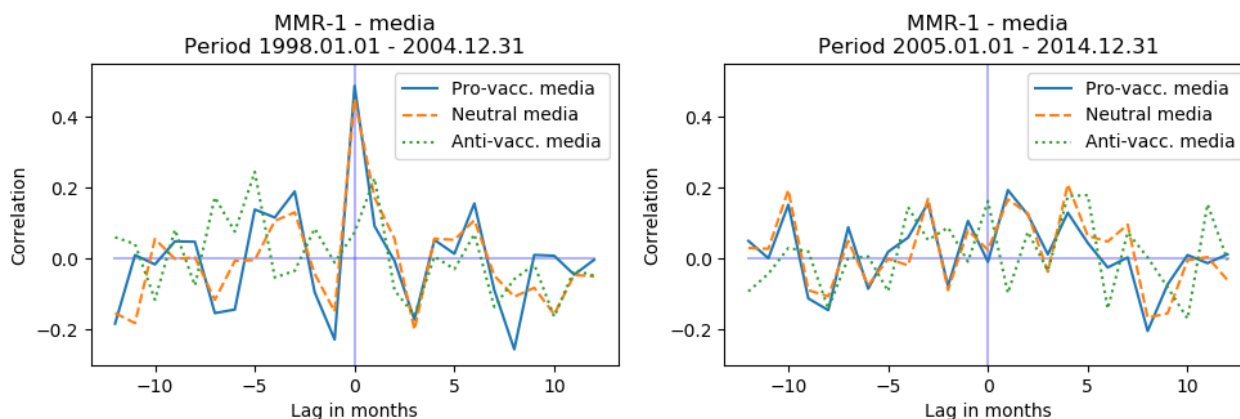 MMR-1 - media
Period 1998.01.01 - 2004.12.31
Pro-vacc. media
Neutral media
Anti-vacc. media
Correlation
0.4
0.2
0.0
−0.2
−10
−5
0
5
10
Lag in months
MMR-1 - media
Period 2005.01.01 - 2014.12.31
Pro-vacc. media
Neutral media
Anti-vacc. media
Correlation
0.4
0.2
0.0
−0.2
−10
−5
0
5
10
Lag in months